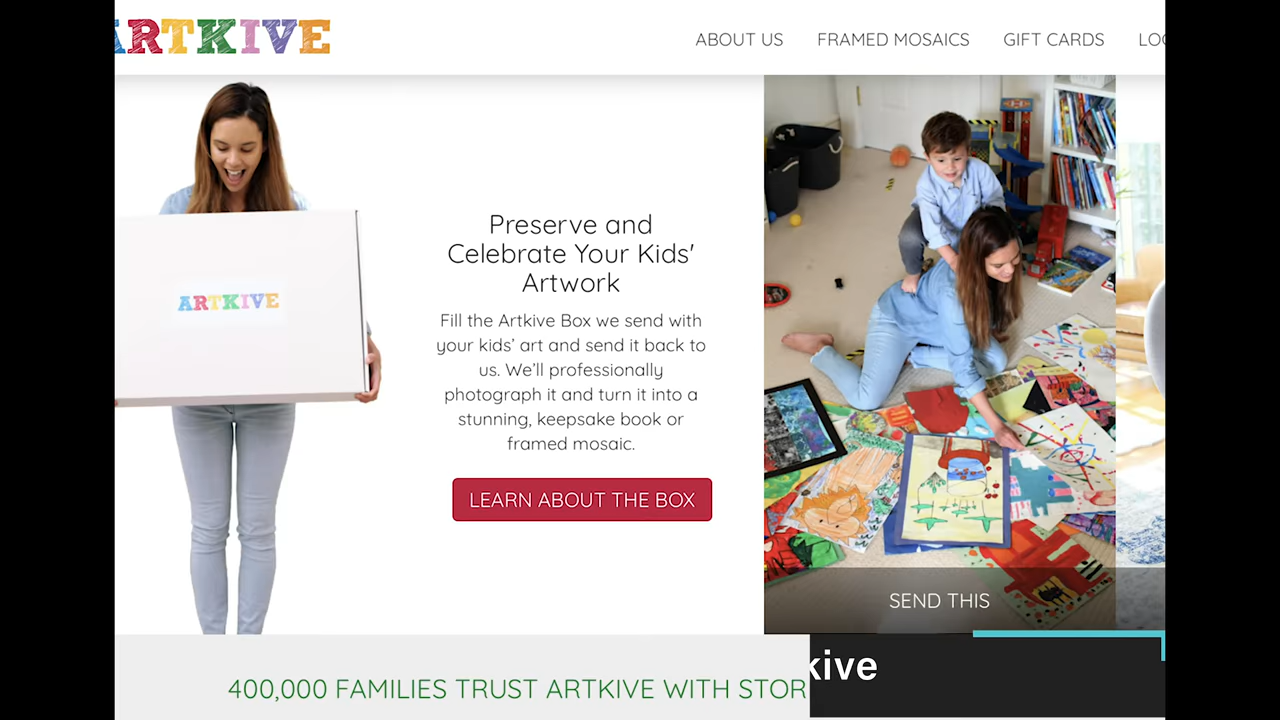 ARTKIVE
ABOUT US
FRAMED MOSAICS
GIFT CARDS
LOG
ARTKIVE
Preserve and
Celebrate Your Kids'
Artwork
Fill the Artkive Box we send with
your kids’ art and send it back to
us. We’ll professionally
photograph it and turn it into a
stunning, keepsake book or
framed mosaic.
LEARN ABOUT THE BOX
SEND THIS
400,000 FAMILIES TRUST ARTKIVE WITH STOR
kive